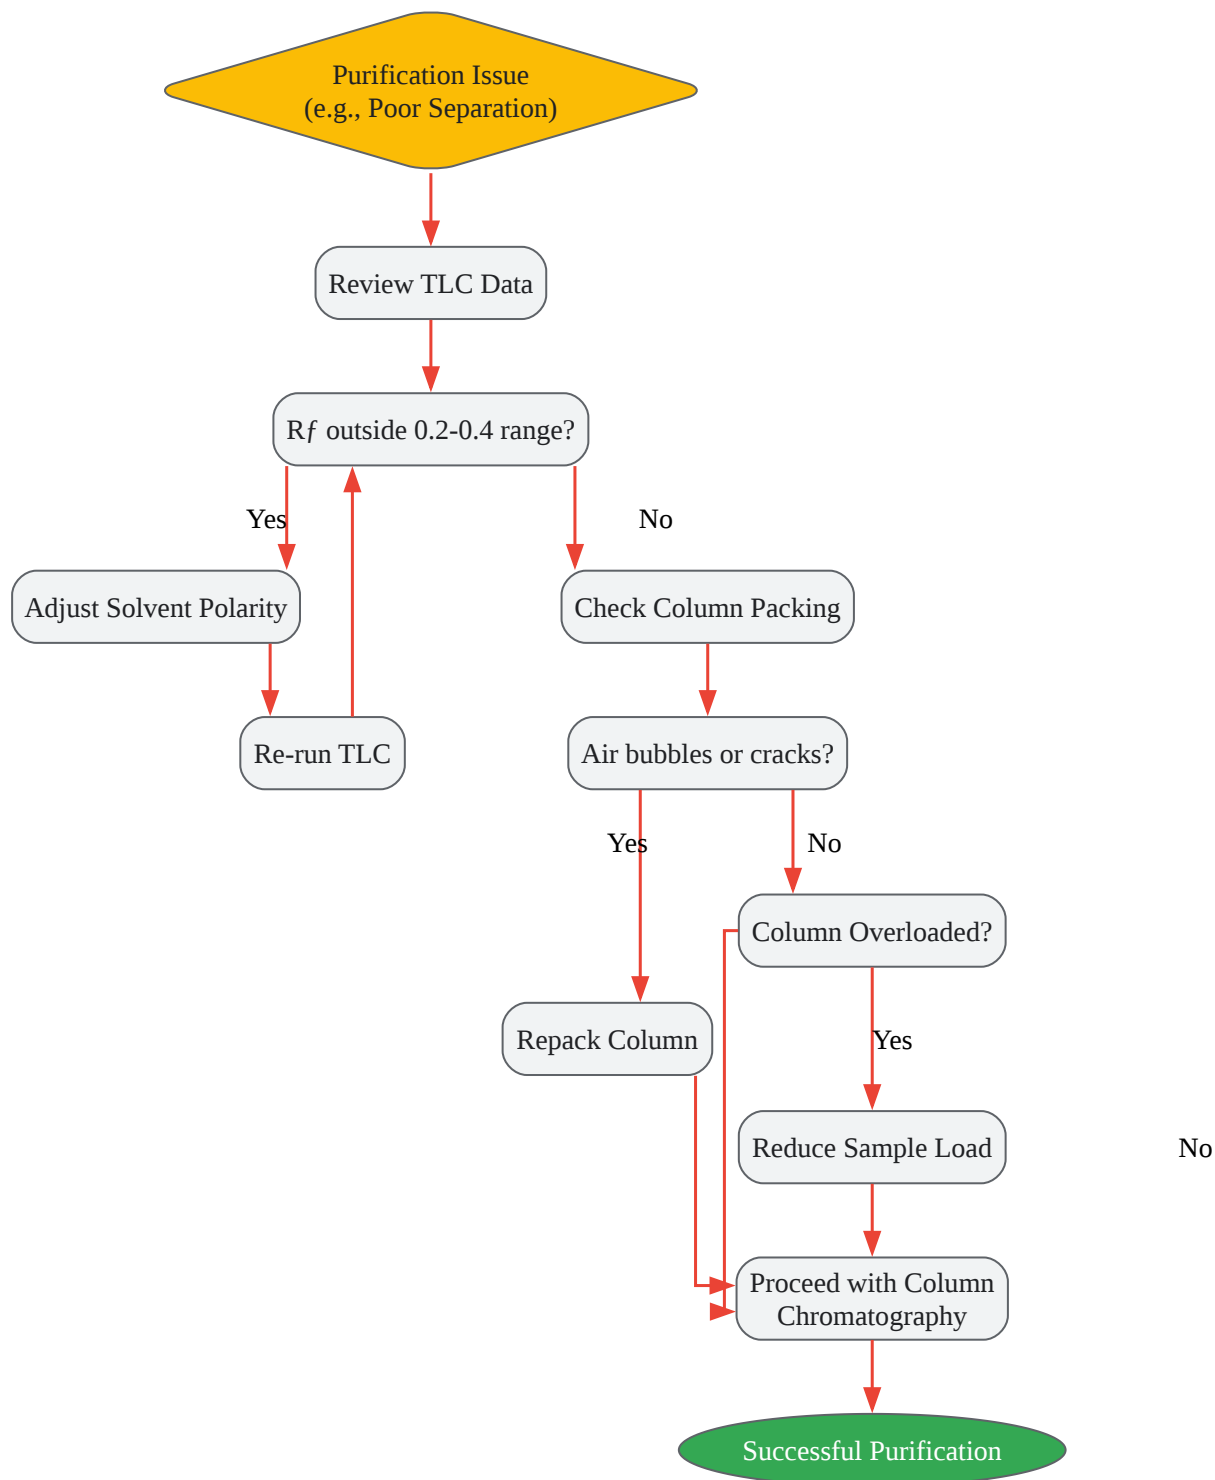 Purification Issue
(e.g., Poor Separation)
Review TLC Data
Rƒ outside 0.2-0.4 range?
Yes
No
Adjust Solvent Polarity
Check Column Packing
Re-run TLC
Air bubbles or cracks?
Yes
No
Column Overloaded?
Repack Column
Yes
Reduce Sample Load
No
Proceed with Column
Chromatography
Successful Purification